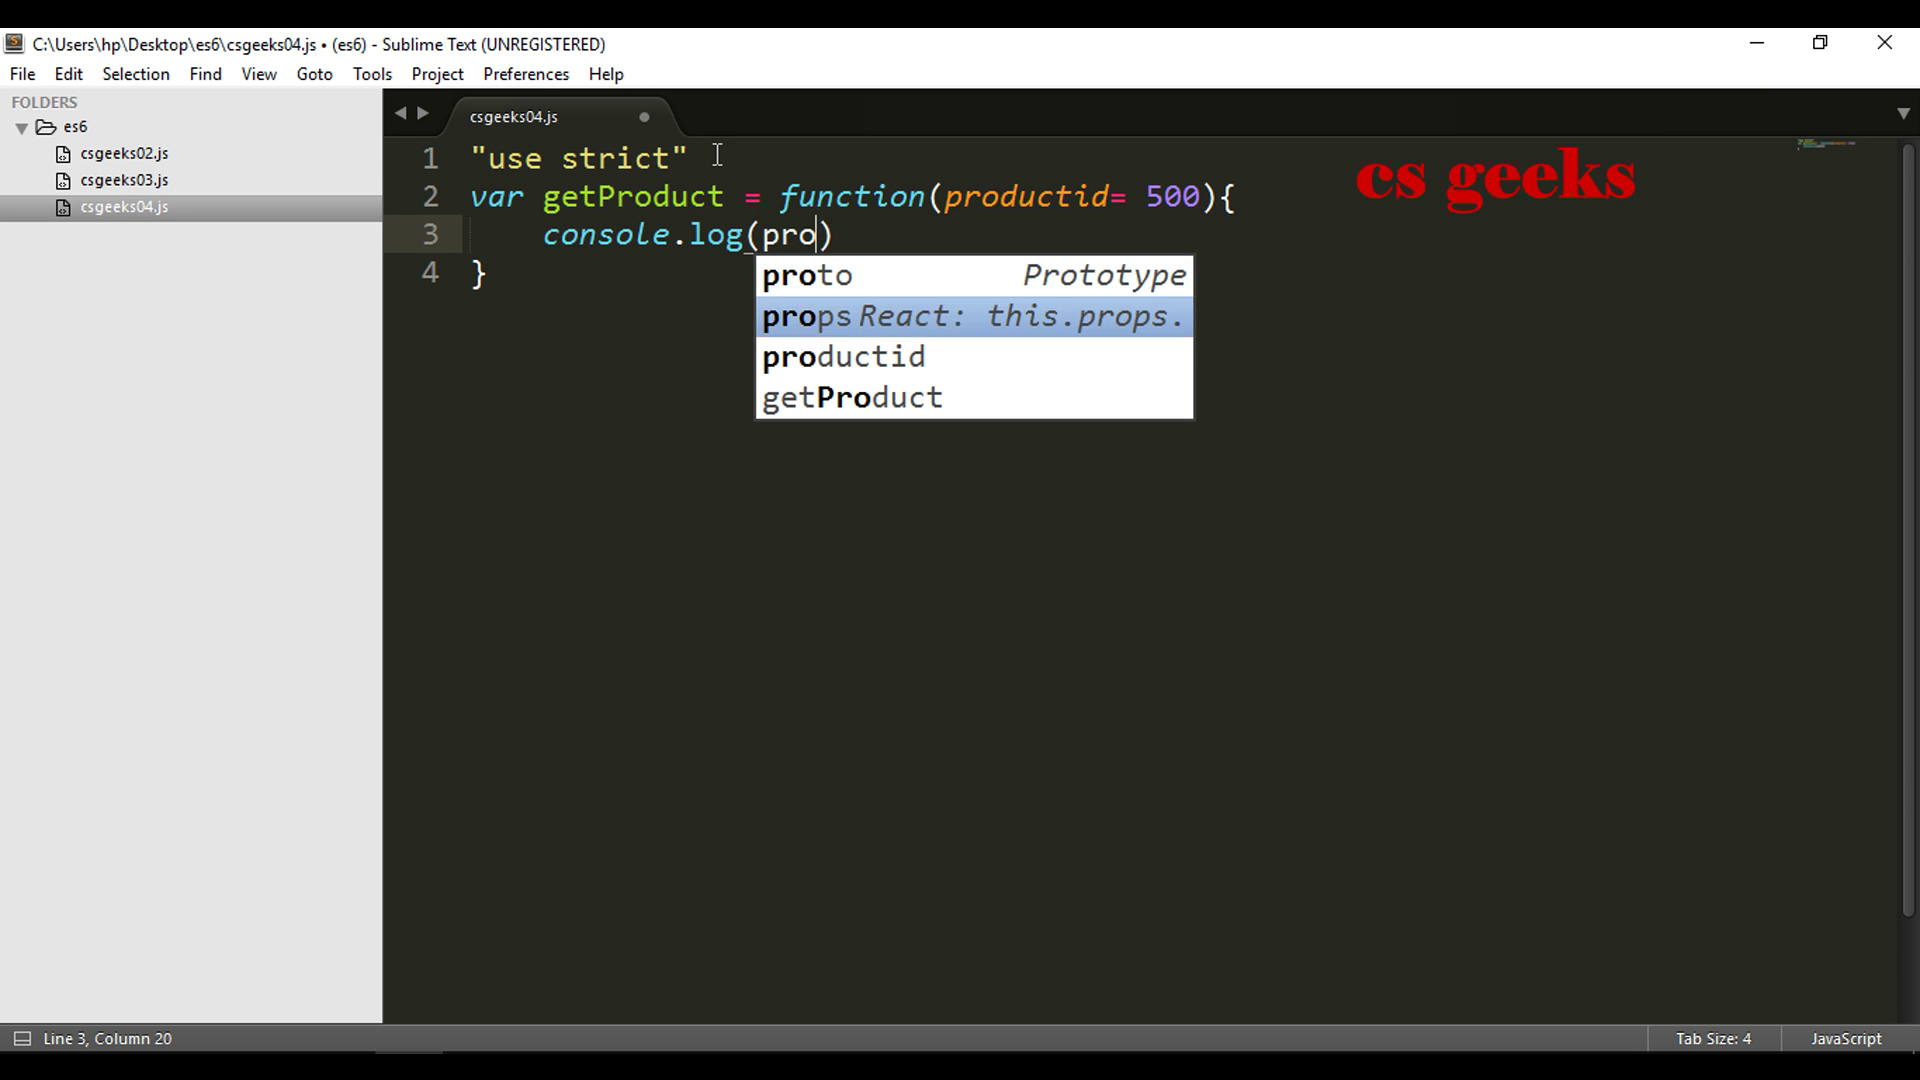 C:\Users\hp\Desktop\es6\csgeeks04.js • (es6) - Sublime Text (UNREGISTERED)
File Edit Selection Find View Goto Tools Project Preferences Help
FOLDERS
es6
csgeeks02.js
csgeeks03.js
csgeeks04.js
csgeeks04.js
1 "use strict"
2 var getProduct = function(productid= 500){
3 console.log(pro)
4 }
proto Prototype
props React: this.props.
productid
getProduct
cs geeks
Line 3, Column 20
Tab Size: 4
JavaScript